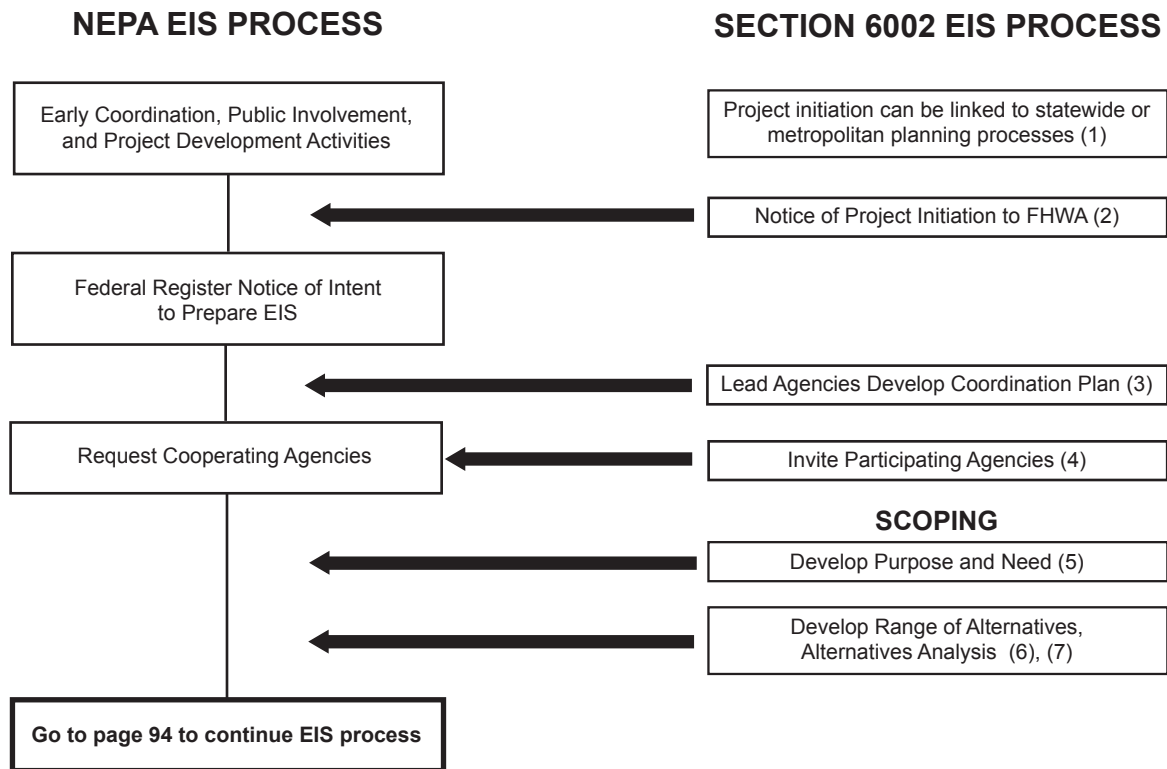 NEPA EIS PROCESS
SECTION 6002 EIS PROCESS
Early Coordination, Public Involvement,
and Project Development Activities
Project initiation can be linked to statewide or
metropolitan planning processes (1)
Notice of Project Initiation to FHWA (2)
Federal Register Notice of Intent
to Prepare EIS
Lead Agencies Develop Coordination Plan (3)
Request Cooperating Agencies
Invite Participating Agencies (4)
SCOPING
Develop Purpose and Need (5)
Develop Range of Alternatives,
Alternatives Analysis (6), (7)
Go to page 94 to continue EIS process